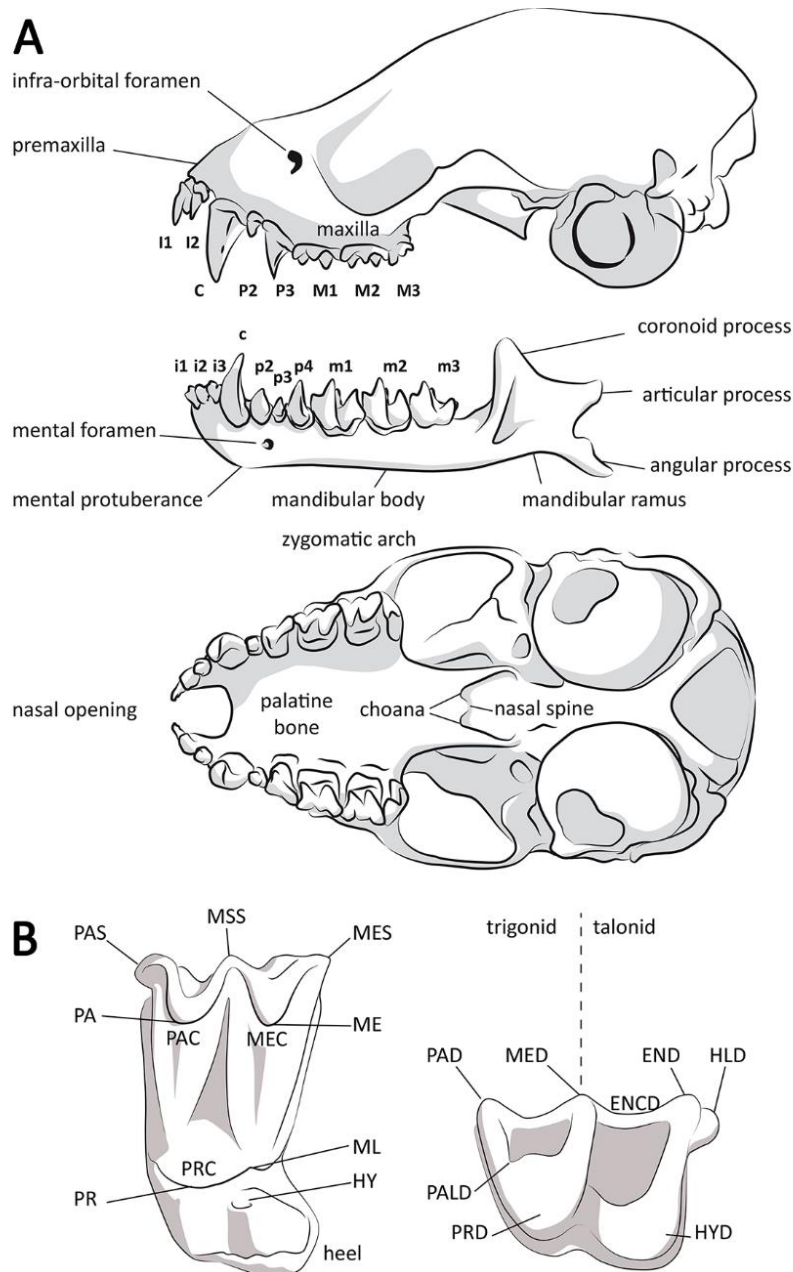 A
infra-orbital foramen
premaxilla
maxilla
I1 I2
C P2 P3 M1 M2 M3
coronoid process
c
i1 i2 i3 p2 p3 p4 m1 m2 m3
articular process
mental foramen
angular process
mental protuberance mandibular body mandibular ramus
zygomatic arch
nasal opening palatine bone choana nasal spine
B
MSS
PAS MES
PA ME
PAC MEC
ML
PRC
HY
PR
heel
trigonid talonid
PAD MED END HLD
ENCD
PALD
PRD HYD